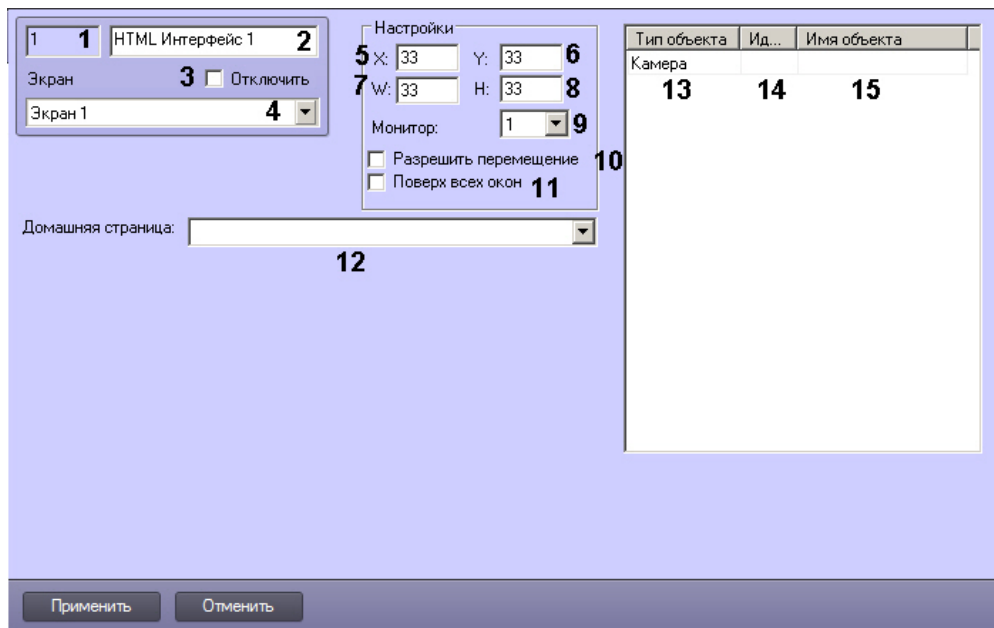 1 1 HTML Интерфейс 1 2
Экран 3 Отключить
Экран 1 4
Настройки
5 X: 33 Y: 33 6
7 W: 33 H: 33 8
Монитор: 1 9
Разрешить перемещение 10
Поверх всех окон 11
Домашняя страница:
12
Тип объекта Ид... Имя объекта
Камера
13 14 15
Применить Отменить